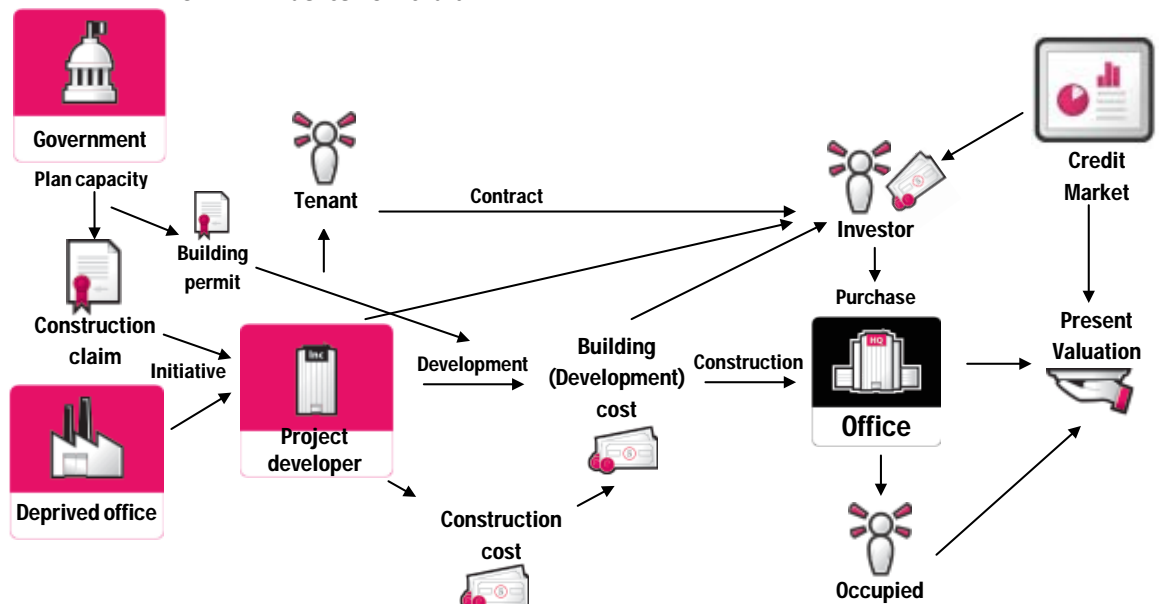 Government
Plan capacity
Building
permit
Construction
claim
Initiative
Deprived office
Tenant
Contract
Inc
Project
developer
Development
Building
(Development)
cost
Construction
cost
Construction
Investor
Purchase
HQ
Office
Occupied
Credit
Market
Present
Valuation